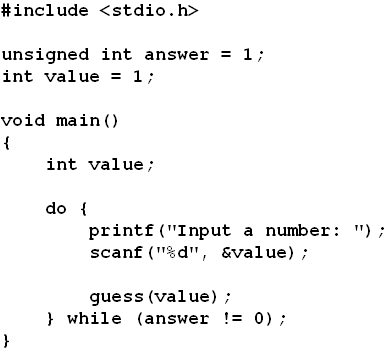 #include <stdio.h>

unsigned int answer = 1;
int value = 1;

void main()
{
    int value;

    do {
        printf("Input a number: ");
        scanf("%d", &value);

        guess(value);
    } while (answer != 0);
}